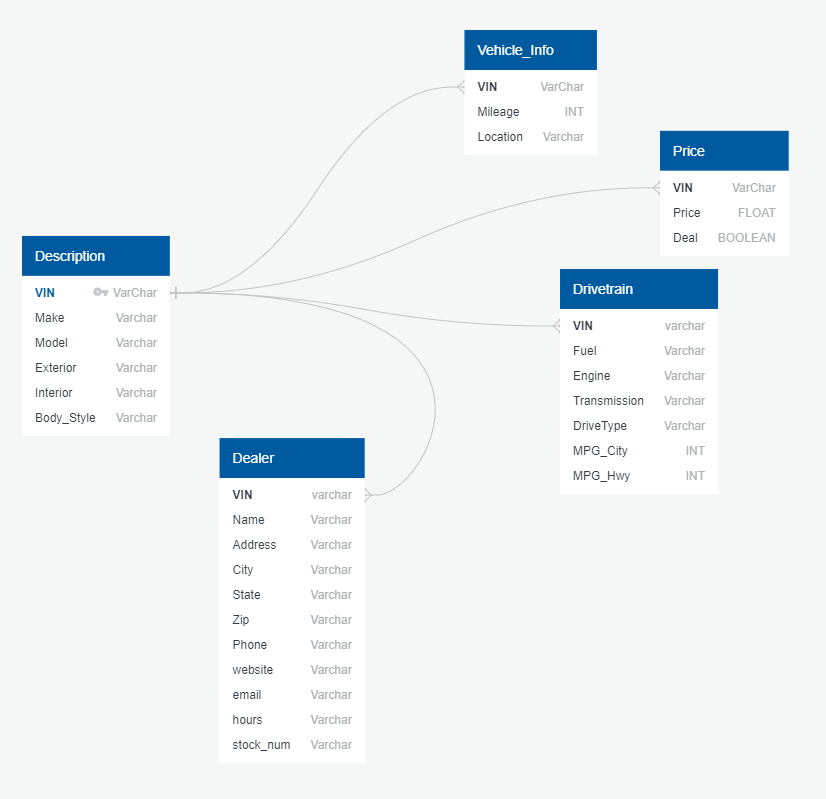 Vehicle_Info
VIN VarChar
Mileage INT
Location Varchar
Price
VIN VarChar
Price FLOAT
Deal BOOLEAN
Description
VIN VarChar
Make Varchar
Model Varchar
Exterior Varchar
Interior Varchar
Body_Style Varchar
Drivetrain
VIN varchar
Fuel Varchar
Engine Varchar
Transmission Varchar
DriveType Varchar
MPG_City INT
MPG_Hwy INT
Dealer
VIN varchar
Name Varchar
Address Varchar
City Varchar
State Varchar
Zip Varchar
Phone Varchar
website Varchar
email Varchar
hours Varchar
stock_num Varchar